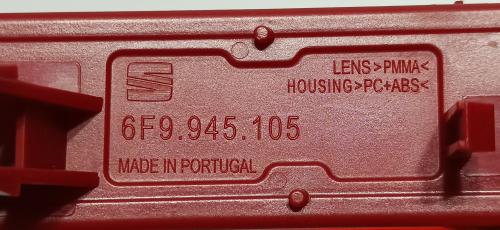 LENS>PMMA<
HOUSING>PC+ABS<
6F9.945.105
MADE IN PORTUGAL